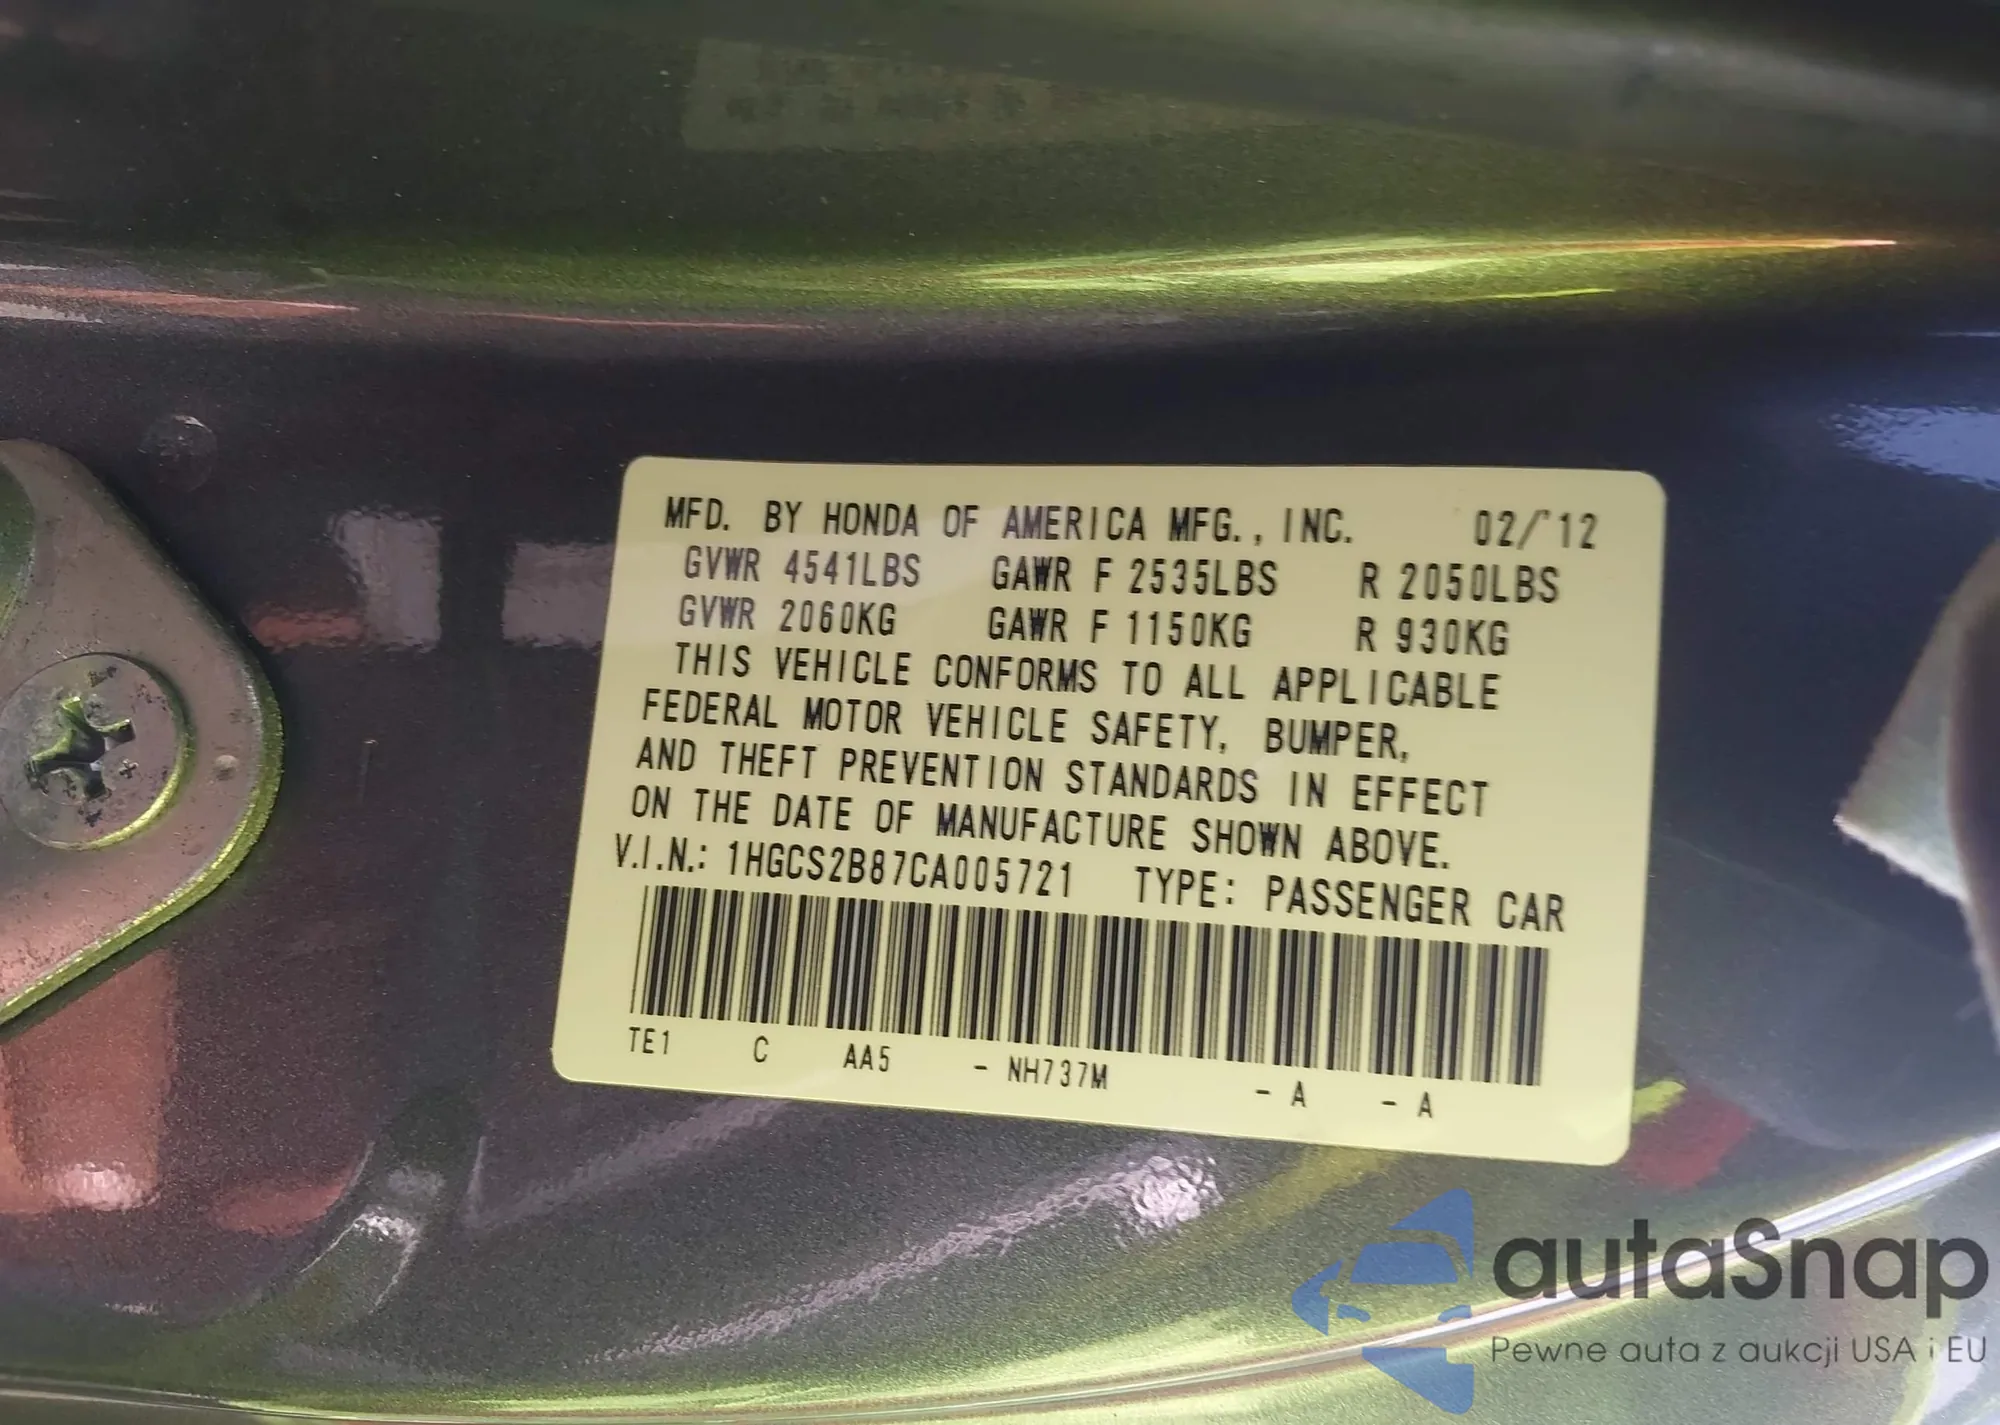 MFD. BY HONDA OF AMERICA MFG., INC. 02/'12
GVWR 4541LBS GAWR F 2535LBS R 2050LBS
GVWR 2060KG GAWR F 1150KG R 930KG
THIS VEHICLE CONFORMS TO ALL APPLICABLE
FEDERAL MOTOR VEHICLE SAFETY, BUMPER,
AND THEFT PREVENTION STANDARDS IN EFFECT
ON THE DATE OF MANUFACTURE SHOWN ABOVE.
V.I.N.: 1HGCS2B87CA005721 TYPE: PASSENGER CAR
TE1 C AA5 - NH737M - A - A
autaSnap
Pewne auta z aukcji USA i EU